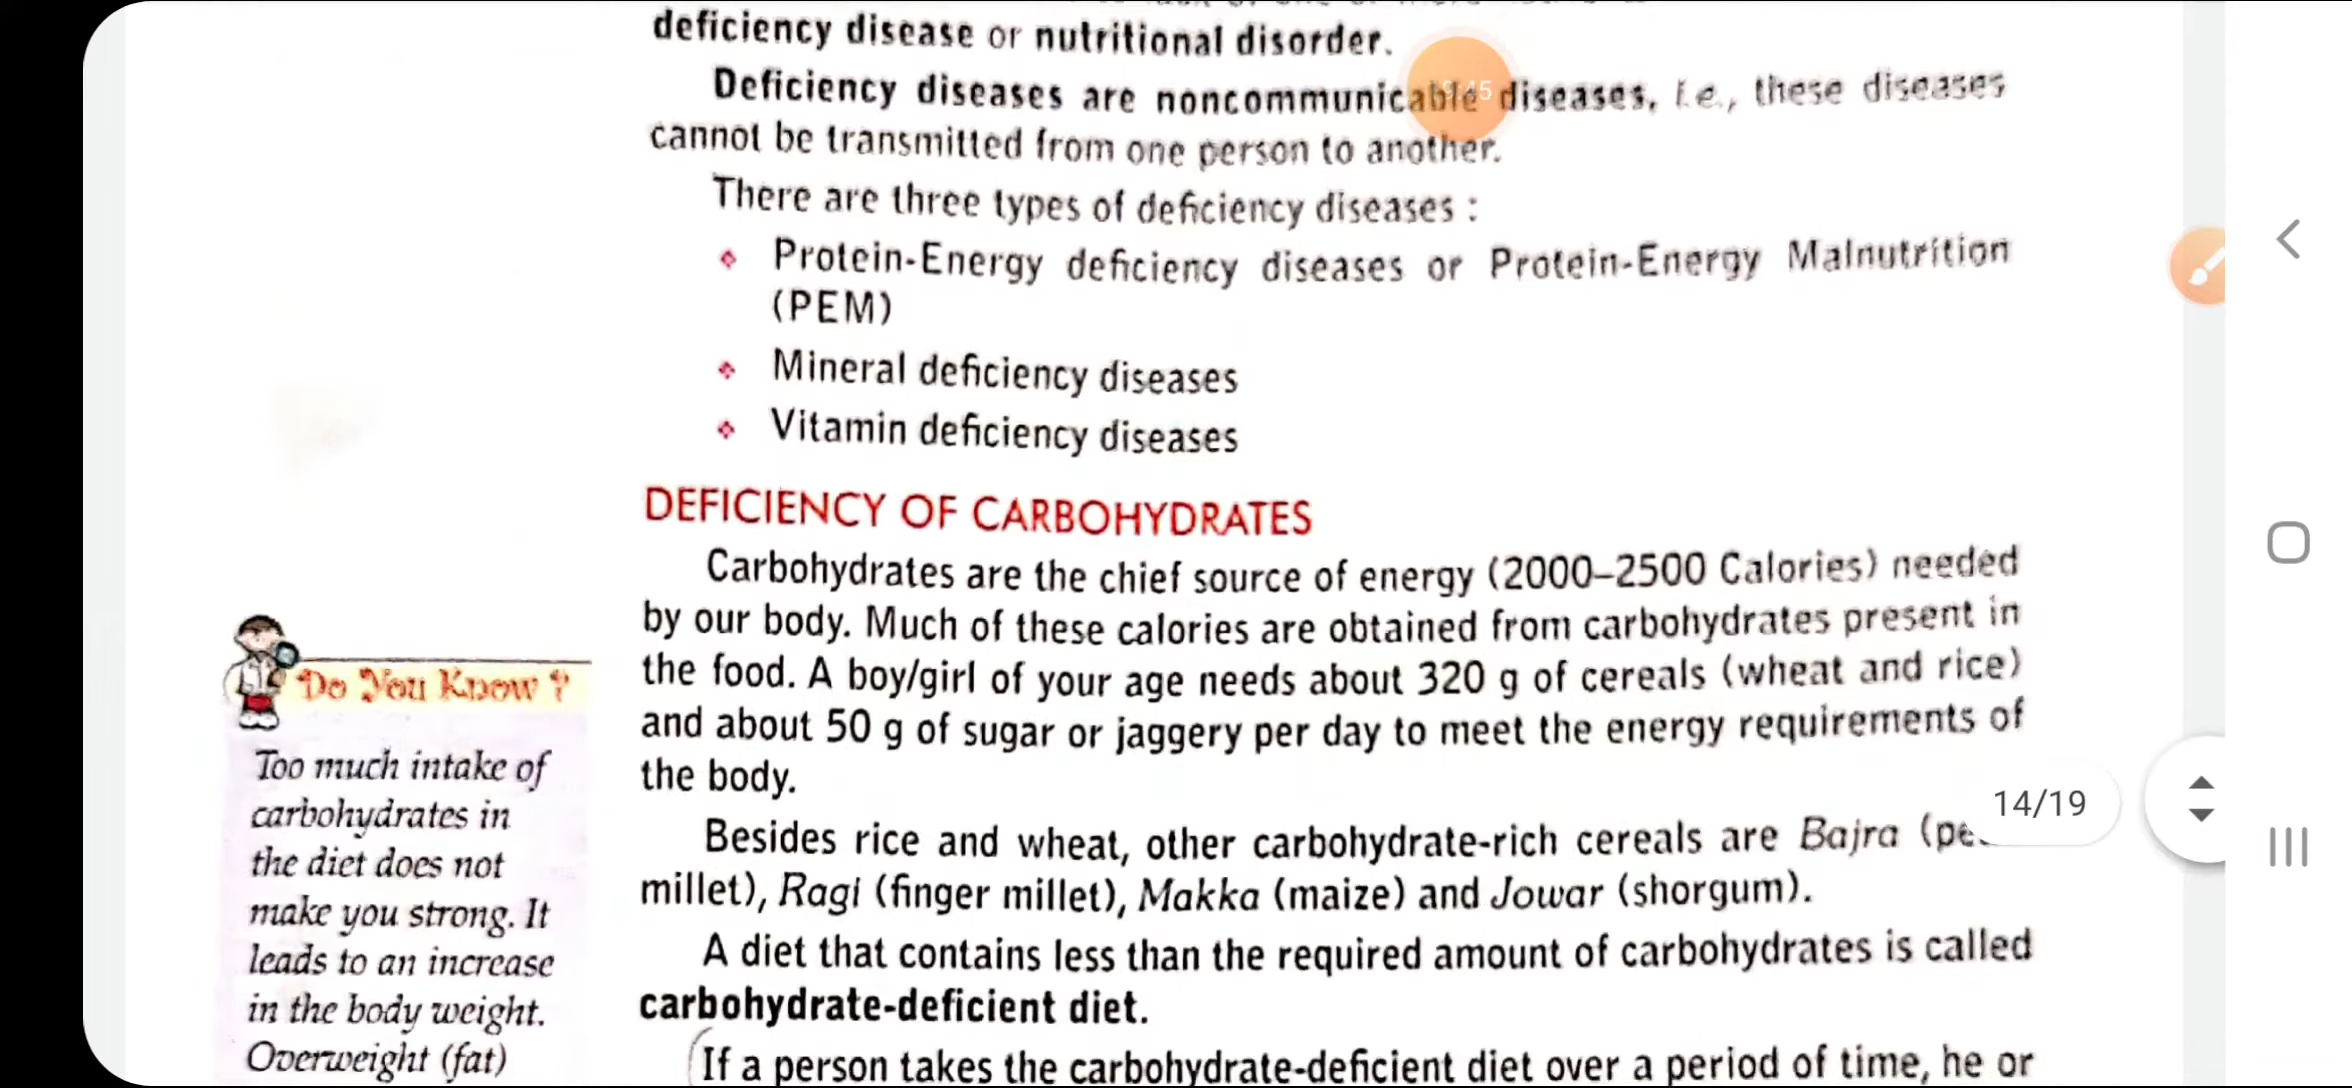 deficiency disease or nutritional disorder.
Deficiency diseases are noncommunicable diseases, i.e., these diseases
cannot be transmitted from one person to another.
There are three types of deficiency diseases :
Protein-Energy deficiency diseases or Protein-Energy Malnutrition
(PEM)
Mineral deficiency diseases
Vitamin deficiency diseases
DEFICIENCY OF CARBOHYDRATES
Carbohydrates are the chief source of energy (2000–2500 Calories) needed
by our body. Much of these calories are obtained from carbohydrates present in
the food. A boy/girl of your age needs about 320 g of cereals (wheat and rice)
and about 50 g of sugar or jaggery per day to meet the energy requirements of
the body.
14/19
Besides rice and wheat, other carbohydrate-rich cereals are Bajra
millet), Ragi (finger millet), Makka (maize) and Jowar (shorgum).
A diet that contains less than the required amount of carbohydrates is called
carbohydrate-deficient diet.
If a person takes the carbohydrate-deficient diet over a period of time, he or
Do You Know ?
Too much intake of
carbohydrates in
the diet does not
make you strong. It
leads to an increase
in the body weight.
Overweight (fat)